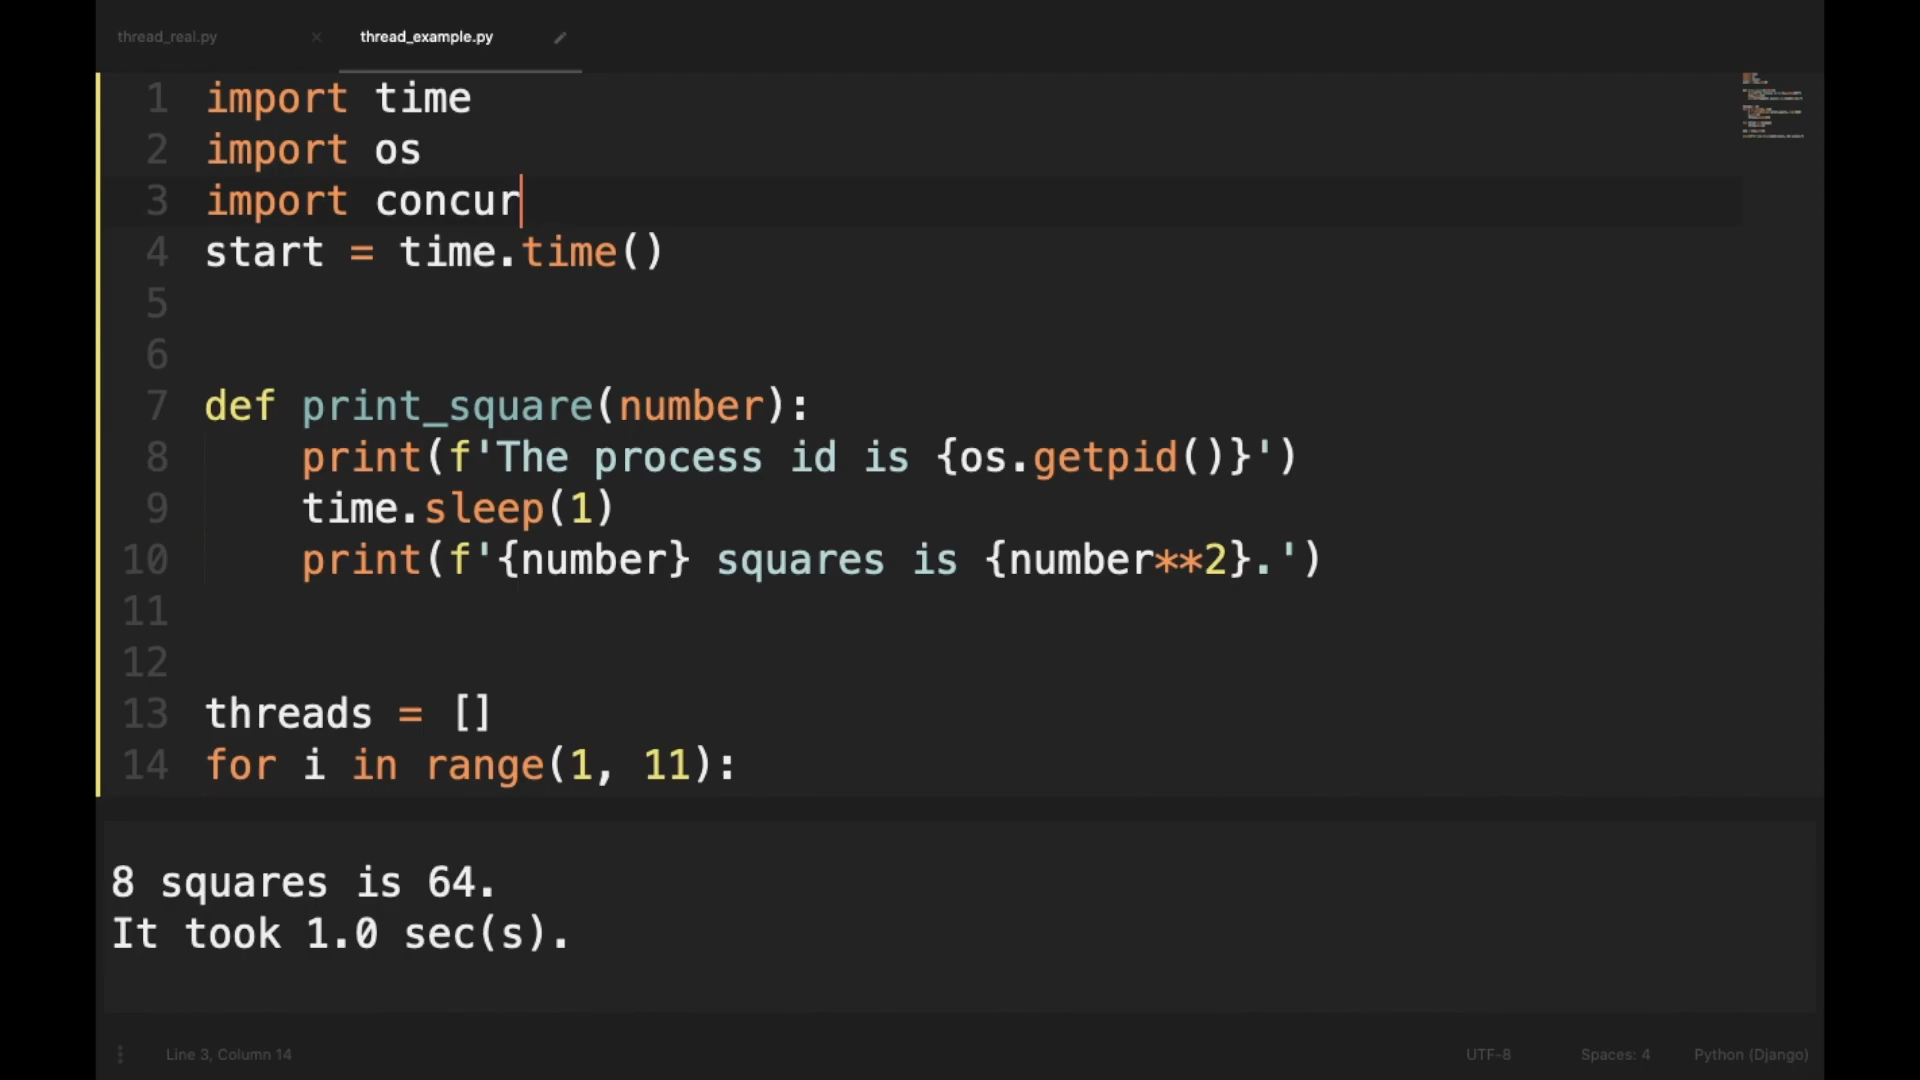 thread_real.py
thread_example.py
1 import time
2 import os
3 import concur
4 start = time.time()
5
6
7 def print_square(number):
8     print(f'The process id is {os.getpid()}')
9     time.sleep(1)
10     print(f'{number} squares is {number**2}.')
11
12
13 threads = []
14 for i in range(1, 11):
8 squares is 64.
It took 1.0 sec(s).
Line 3, Column 14
UTF-8
Spaces: 4
Python (Django)